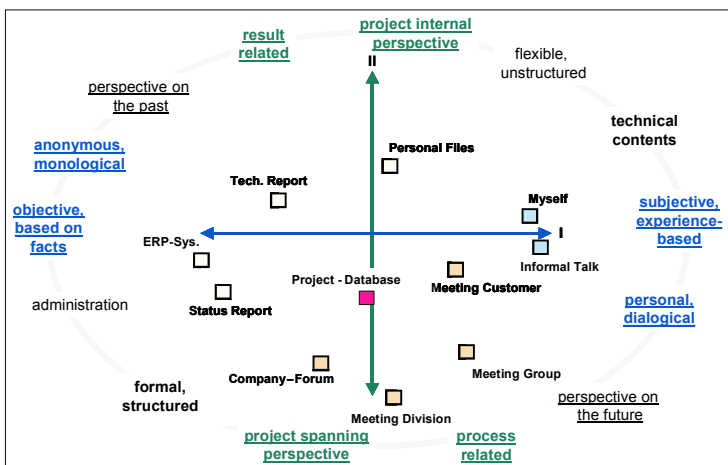 result
related
project internal
perspective
II
flexible,
unstructured
perspective on
the past
technical
contents
anonymous,
monological
Personal Files
Tech. Report
Myself
objective,
based on
facts
subjective,
experience-
based
ERP-Sys.
I
Informal Talk
Project - Database
Meeting Customer
administration
Status Report
personal,
dialogical
Company–Forum
Meeting Group
formal,
structured
perspective on
the future
Meeting Division
project spanning
perspective
process
related